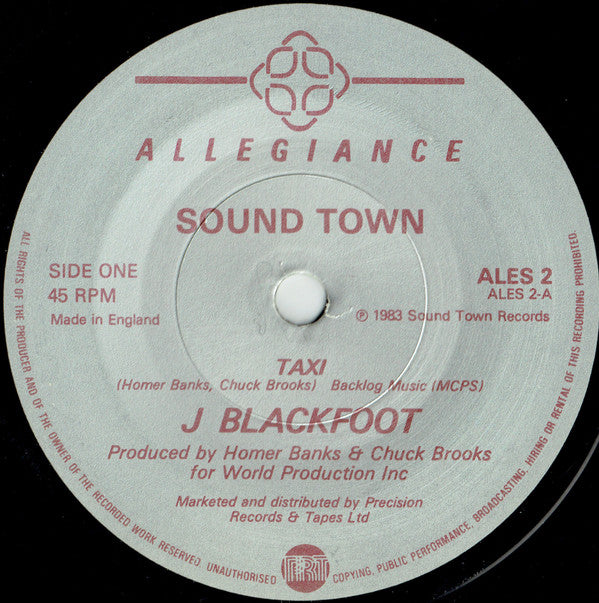 ALLEGIANCE
SOUND TOWN
SIDE ONE
45 RPM
Made in England
ALES 2
ALES 2-A
℗ 1983 Sound Town Records
TAXI
(Homer Banks, Chuck Brooks) Backlog Music (MCPS)
J BLACKFOOT
Produced by Homer Banks & Chuck Brooks
for World Production Inc
Marketed and distributed by Precision
Records & Tapes Ltd
ALL RIGHTS OF THE PRODUCER AND OF THE OWNER OF THE RECORDED WORK RESERVED. UNAUTHORISED COPYING, PUBLIC PERFORMANCE, BROADCASTING, HIRING OR RENTAL OF THIS RECORDING PROHIBITED.
PRT